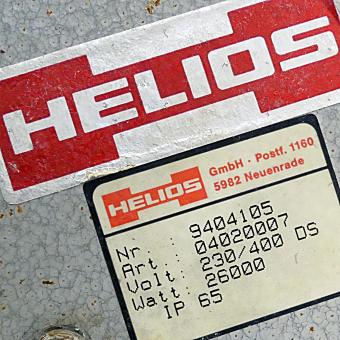 HELIOS
HELIOS
GmbH · Postf. 1160
5982 Neuenrade
Nr : 9404105
Art : 04020007
Volt: 230/400 DS
Watt: 26000
IP 65